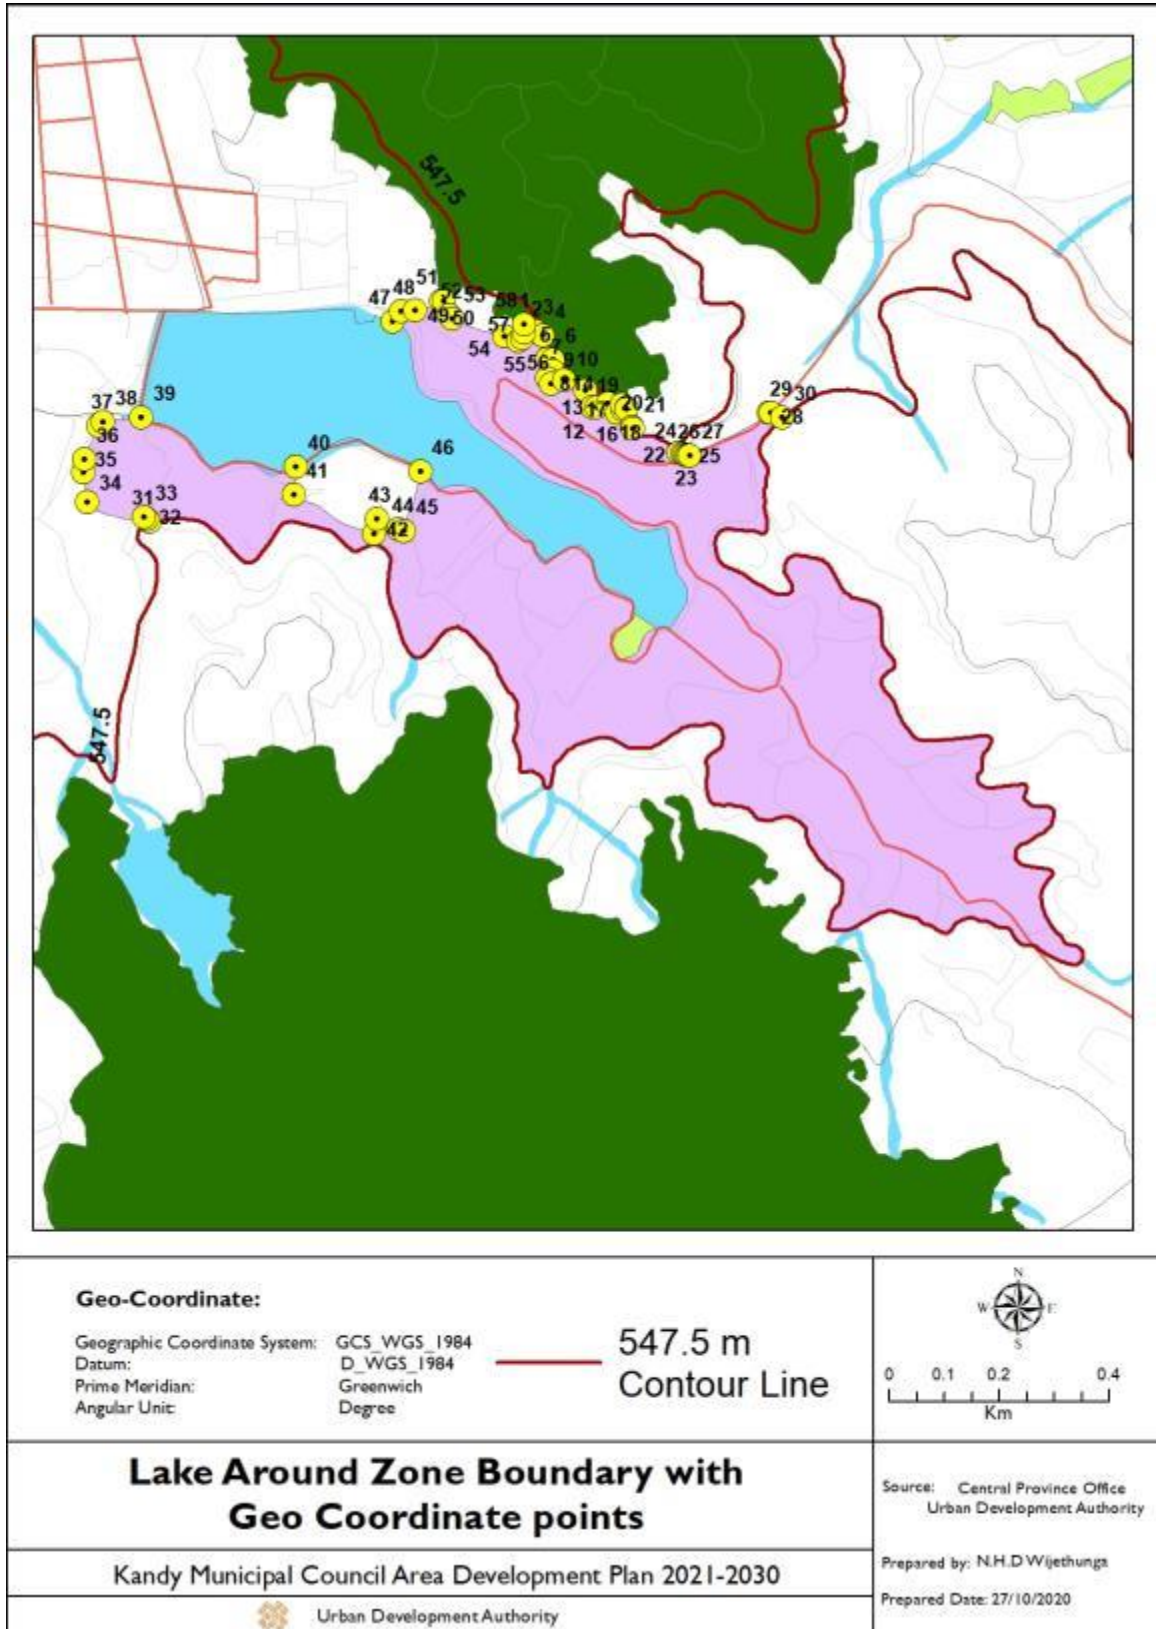 547.5
51
48
52
53
47
49
50
58
1
2
3
4
57
5
6
54
55
56
7
9
10
8
14
19
29
30
37
38
39
13
17
20
21
28
36
12
16
18
24
26
27
40
46
22
25
35
41
23
34
31
33
43
44
45
32
42
547.5
Geo-Coordinate:
Geographic Coordinate System: GCS_WGS_1984
Datum: D_WGS_1984
Prime Meridian: Greenwich
Angular Unit: Degree
547.5 m
Contour Line
N
W E
S
0 0.1 0.2 0.4
Km
Lake Around Zone Boundary with
Geo Coordinate points
Kandy Municipal Council Area Development Plan 2021-2030
Urban Development Authority
Source: Central Province Office
Urban Development Authority
Prepared by: N.H.D Wijethunga
Prepared Date: 27/10/2020